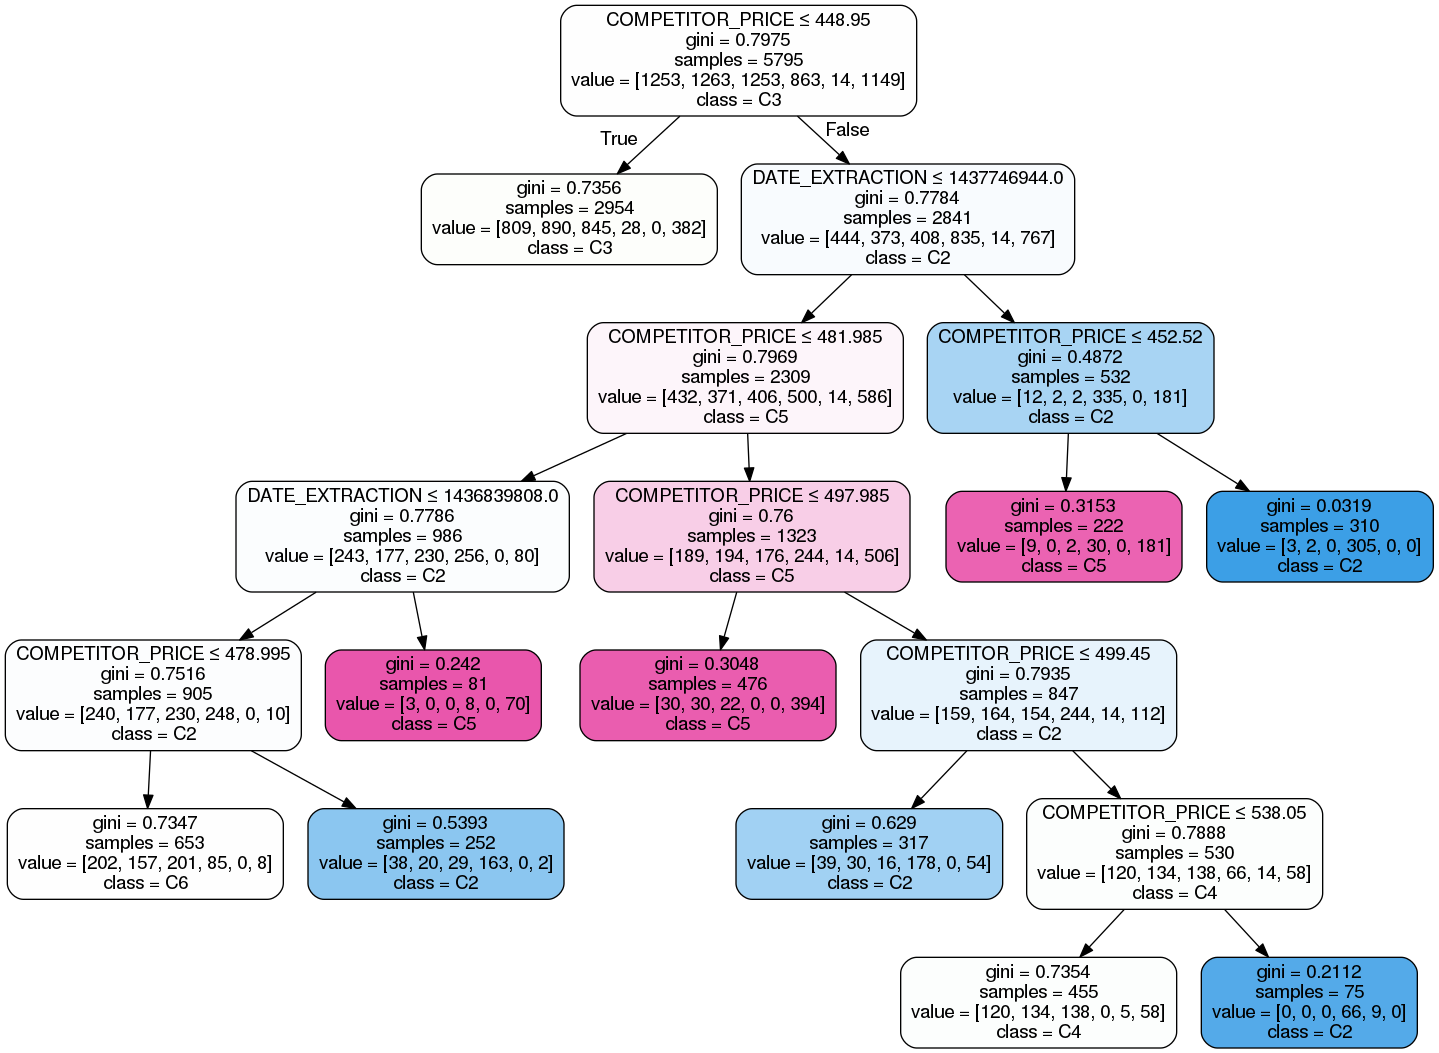 COMPETITOR_PRICE ≤ 448.95
gini = 0.7975
samples = 5795
value = [1253, 1263, 1253, 863, 14, 1149]
class = C3
True
False
gini = 0.7356
samples = 2954
value = [809, 890, 845, 28, 0, 382]
class = C3
DATE_EXTRACTION ≤ 1437746944.0
gini = 0.7784
samples = 2841
value = [444, 373, 408, 835, 14, 767]
class = C2
COMPETITOR_PRICE ≤ 481.985
gini = 0.7969
samples = 2309
value = [432, 371, 406, 500, 14, 586]
class = C5
COMPETITOR_PRICE ≤ 452.52
gini = 0.4872
samples = 532
value = [12, 2, 2, 335, 0, 181]
class = C2
DATE_EXTRACTION ≤ 1436839808.0
gini = 0.7786
samples = 986
value = [243, 177, 230, 256, 0, 80]
class = C2
COMPETITOR_PRICE ≤ 497.985
gini = 0.76
samples = 1323
value = [189, 194, 176, 244, 14, 506]
class = C5
gini = 0.3153
samples = 222
value = [9, 0, 2, 30, 0, 181]
class = C5
gini = 0.0319
samples = 310
value = [3, 2, 0, 305, 0, 0]
class = C2
COMPETITOR_PRICE ≤ 478.995
gini = 0.7516
samples = 905
value = [240, 177, 230, 248, 0, 10]
class = C2
gini = 0.242
samples = 81
value = [3, 0, 0, 8, 0, 70]
class = C5
gini = 0.3048
samples = 476
value = [30, 30, 22, 0, 0, 394]
class = C5
COMPETITOR_PRICE ≤ 499.45
gini = 0.7935
samples = 847
value = [159, 164, 154, 244, 14, 112]
class = C2
gini = 0.7347
samples = 653
value = [202, 157, 201, 85, 0, 8]
class = C6
gini = 0.5393
samples = 252
value = [38, 20, 29, 163, 0, 2]
class = C2
gini = 0.629
samples = 317
value = [39, 30, 16, 178, 0, 54]
class = C2
COMPETITOR_PRICE ≤ 538.05
gini = 0.7888
samples = 530
value = [120, 134, 138, 66, 14, 58]
class = C4
gini = 0.7354
samples = 455
value = [120, 134, 138, 0, 5, 58]
class = C4
gini = 0.2112
samples = 75
value = [0, 0, 0, 66, 9, 0]
class = C2